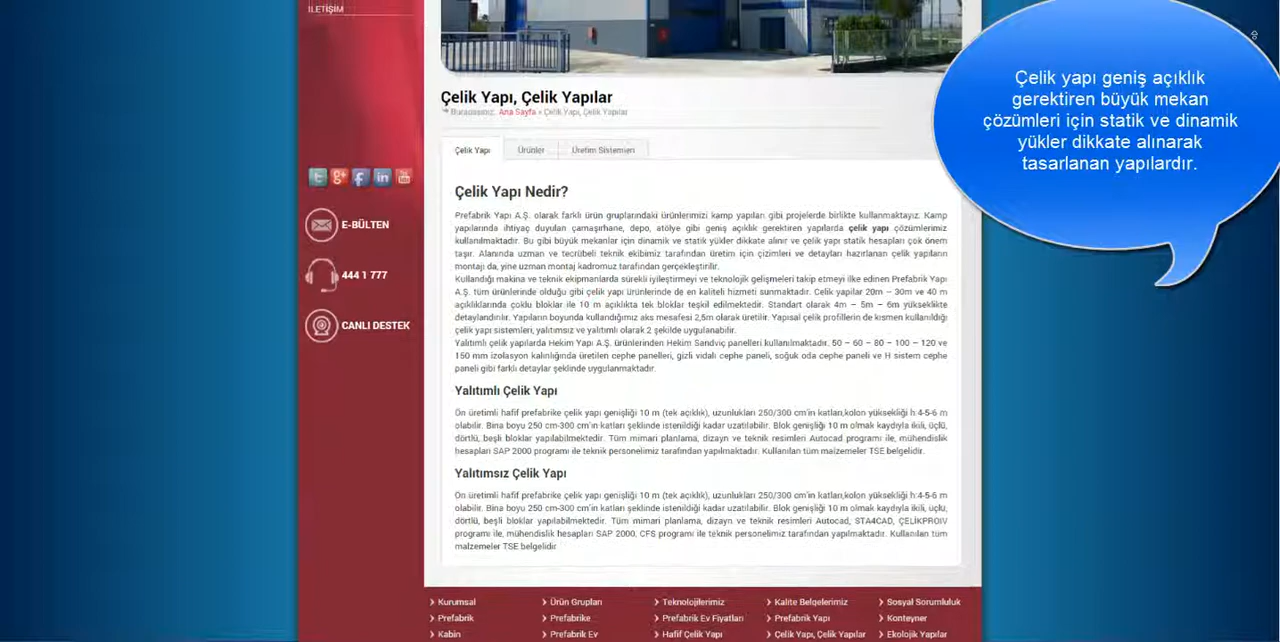 İLETİŞİM
Çelik yapı geniş açıklık
gerektiren büyük mekan
çözümleri için statik ve dinamik
yükler dikkate alınarak
tasarlanan yapılardır.
Çelik Yapı, Çelik Yapılar
Buradasınız: Ana Sayfa » Çelik Yapı, Çelik Yapılar
Çelik Yapı Ürünler Üretim Sistemleri
E-BÜLTEN
444 1 777
CANLI DESTEK
Çelik Yapı Nedir?
Prefabrik Yapı A.Ş. olarak farklı ürün gruplarındaki ürünlerimizi kamp yapıları gibi projelerde birlikte kullanmaktayız. Kamp
yapılarında ihtiyaç duyulan çamaşırhane, depo, atölye gibi geniş açıklık gerektiren yapılarda çelik yapı çözümlerimiz
kullanılmaktadır. Bu gibi büyük mekanlar için dinamik ve statik yükler dikkate alınır ve çelik yapı statik hesapları çok önem
taşır. Alanında uzman ve tecrübeli teknik ekibimiz tarafından üretim için çizimleri ve detayları hazırlanan çelik yapıların
montajı da, yine uzman montaj kadromuz tarafından gerçekleştirilir.
Kullandığı makina ve teknik ekipmanlarda sürekli iyileştirmeyi ve teknolojik gelişmeleri takip etmeyi ilke edinen Prefabrik Yapı
A.Ş. tüm ürünlerinde olduğu gibi çelik yapı ürünlerinde de en kaliteli hizmeti sunmaktadır. Çelik yapılar 20m – 30m ve 40 m
açıklıklarında çoklu bloklar ile 10 m açıklıkta tek bloklar teşkil edilmektedir. Standart olarak 4m – 5m – 6m yükseklikte
detaylandırılır. Yapıların boyunda kullandığımız aks mesafesi 2,5m olarak üretilir. Yapısal çelik profillerin de kısmen kullanıldığı
çelik yapı sistemleri, yalıtımsız ve yalıtımlı olarak 2 şekilde uygulanabilir.
Yalıtımlı çelik yapılarda Hekim Yapı A.Ş. ürünlerinden Hekim Sandviç panelleri kullanılmaktadır. 50 – 60 – 80 – 100 – 120 ve
150 mm izolasyon kalınlığında üretilen cephe panelleri, gizli vidalı cephe paneli, soğuk oda cephe paneli ve H sistem cephe
paneli gibi farklı detaylar şeklinde uygulanmaktadır.
Yalıtımlı Çelik Yapı
Ön üretimli hafif prefabrike çelik yapı genişliği 10 m (tek açıklık), uzunlukları 250/300 cm'in katları,kolon yüksekliği h:4-5-6 m
olabilir. Bina boyu 250 cm-300 cm'in katları şeklinde istenildiği kadar uzatılabilir. Blok genişliği 10 m olmak kaydıyla ikili, üçlü,
dörtlü, beşli bloklar yapılabilmektedir. Tüm mimari planlama, dizayn ve teknik resimleri Autocad programı ile, mühendislik
hesapları SAP 2000 programı ile teknik personelimiz tarafından yapılmaktadır. Kullanılan tüm malzemeler TSE belgelidir.
Yalıtımsız Çelik Yapı
Ön üretimli hafif prefabrike çelik yapı genişliği 10 m (tek açıklık), uzunlukları 250/300 cm'in katları,kolon yüksekliği h:4-5-6 m
olabilir. Bina boyu 250 cm-300 cm'in katları şeklinde istenildiği kadar uzatılabilir. Blok genişliği 10 m olmak kaydıyla ikili, üçlü,
dörtlü, beşli bloklar yapılabilmektedir. Tüm mimari planlama, dizayn ve teknik resimleri Autocad, STA4CAD, ÇELİKPROIV
programı ile, mühendislik hesapları SAP 2000, CFS programı ile teknik personelimiz tarafından yapılmaktadır. Kullanılan tüm
malzemeler TSE belgelidir
Kurumsal Ürün Grupları Teknolojilerimiz Kalite Belgelerimiz Sosyal Sorumluluk
Prefabrik Prefabrike Prefabrik Ev Fiyatları Prefabrik Yapı Konteyner
Kabin Prefabrik Ev Hafif Çelik Yapı Çelik Yapı, Çelik Yapılar Ekolojik Yapılar